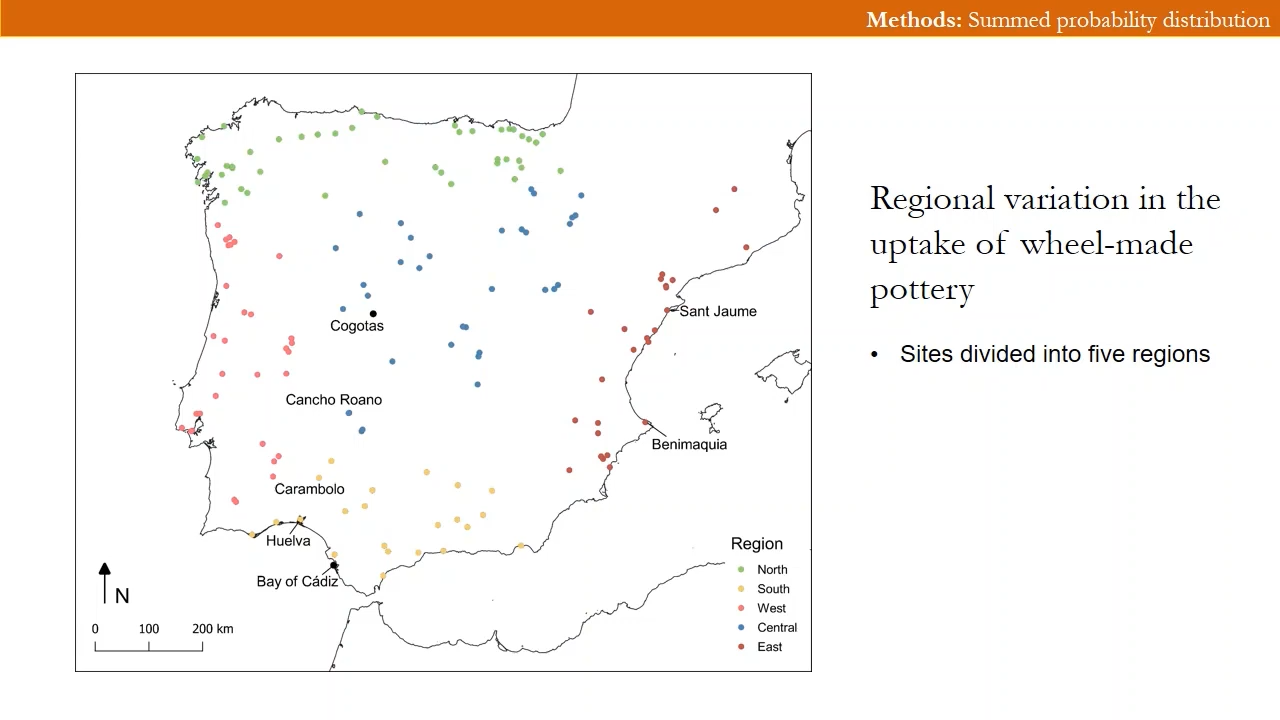 Methods: Summed probability distribution
Regional variation in the
uptake of wheel-made
pottery
• Sites divided into five regions
Sant Jaume
Cogotas
Cancho Roano
Benimaquia
Carambolo
Huelva
Bay of Cádiz
Region
North
South
West
Central
East
N
0 100 200 km